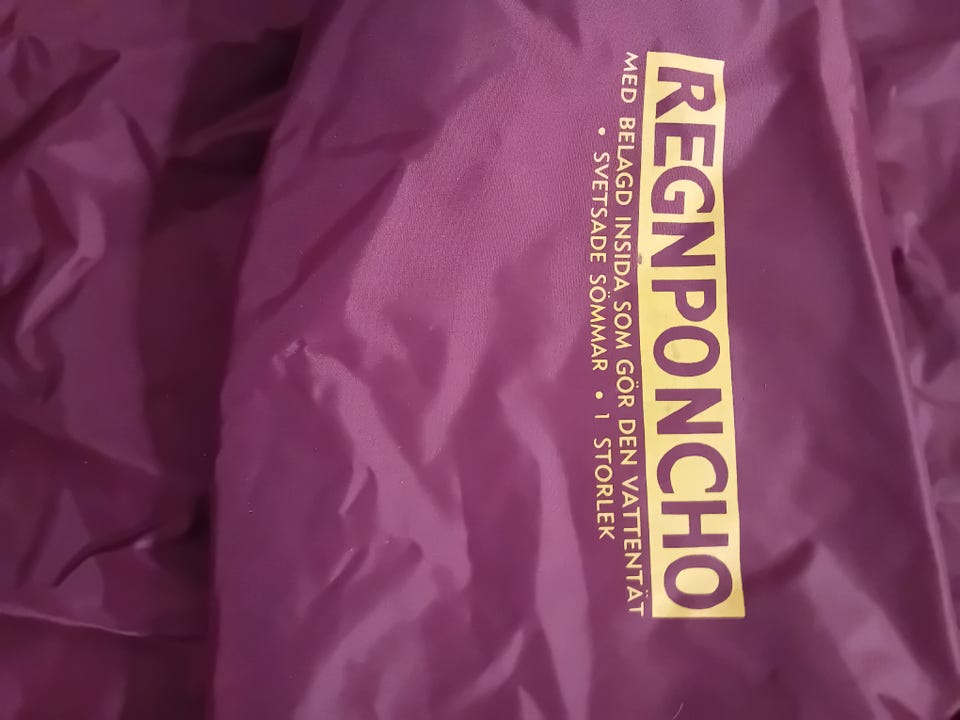 REGNPONCHO
MED BELAGD INSIDA SOM GÖR DEN VATTENTÄT
• SVETSADE SÖMMAR • 1 STORLEK